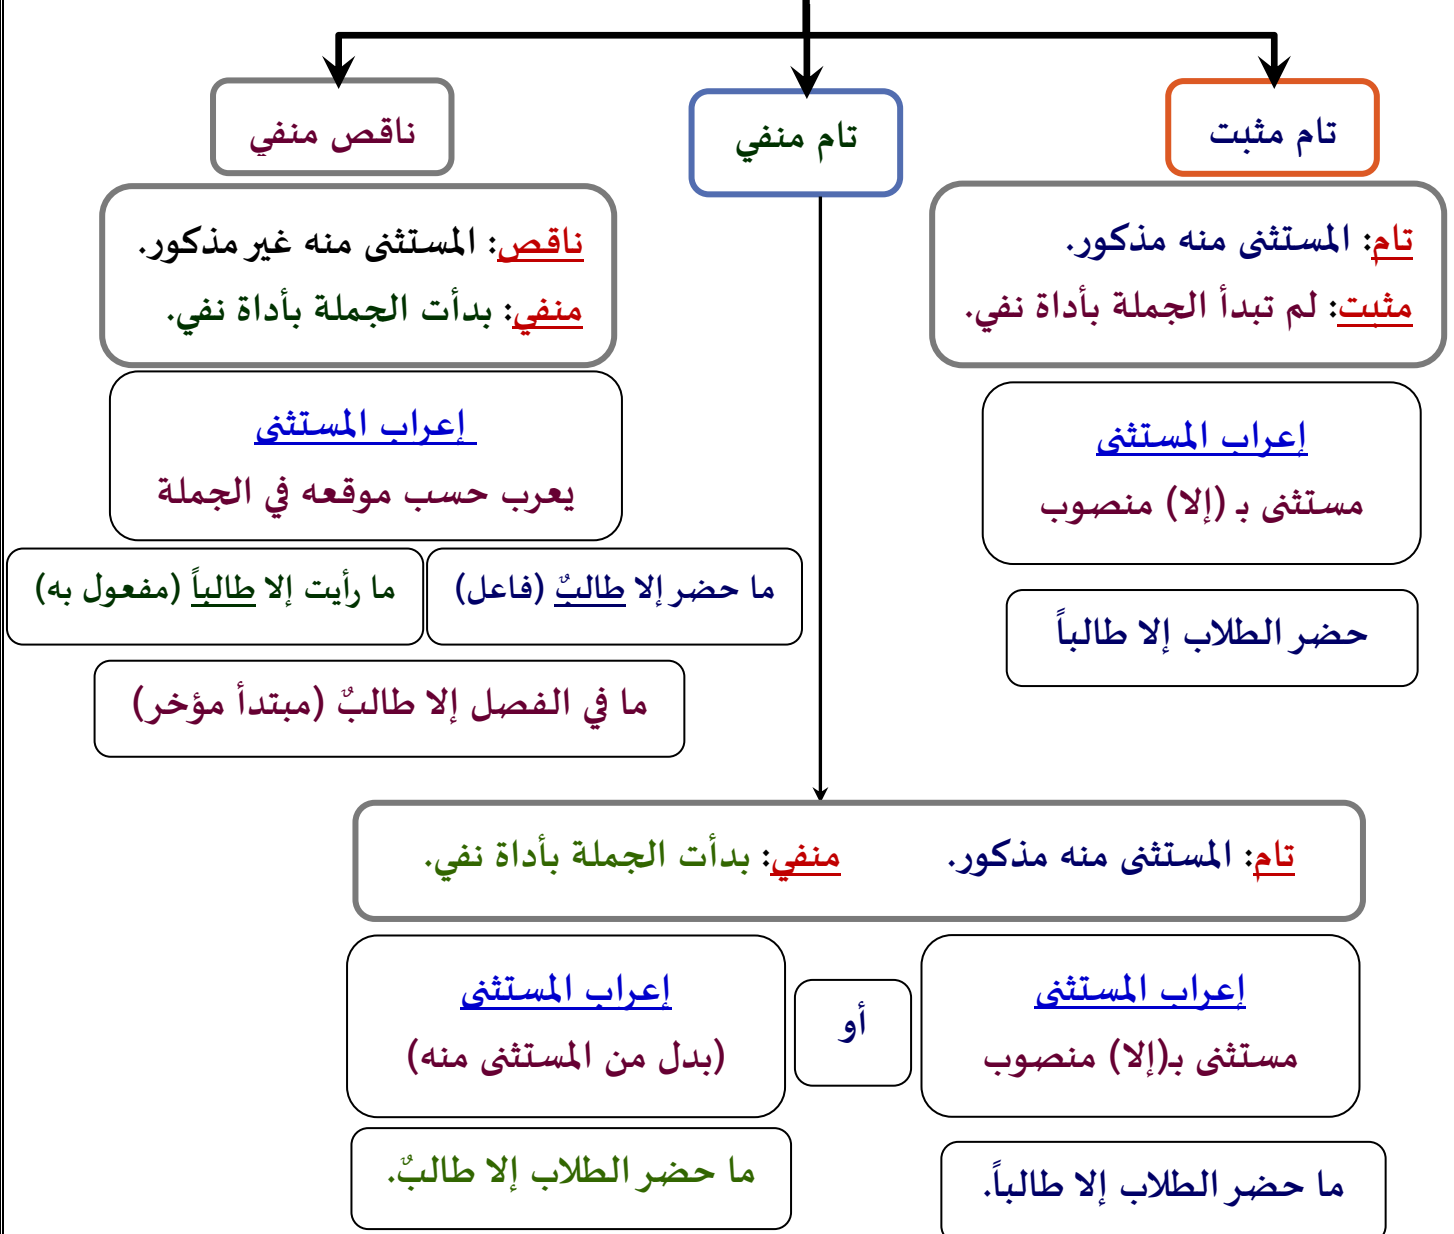 تام مثبت
تام منفي
ناقص منفي
تام: المستثنى منه مذكور.
مثبت: لم تبدأ الجملة بأداة نفي.
إعراب المستثنى
مستثنى بـ (إلا) منصوب
حضر الطلاب إلا طالباً
ناقص: المستثنى منه غير مذكور.
منفي: بدأت الجملة بأداة نفي.
إعراب المستثنى
يعرب حسب موقعه في الجملة
ما حضر إلا طالبٌ (فاعل)
ما رأيت إلا طالباً (مفعول به)
ما في الفصل إلا طالبٌ (مبتدأ مؤخر)
تام: المستثنى منه مذكور. منفي: بدأت الجملة بأداة نفي.
إعراب المستثنى
مستثنى بـ(إلا) منصوب
ما حضر الطلاب إلا طالباً.
أو
إعراب المستثنى
(بدل من المستثنى منه)
ما حضر الطلاب إلا طالبٌ.